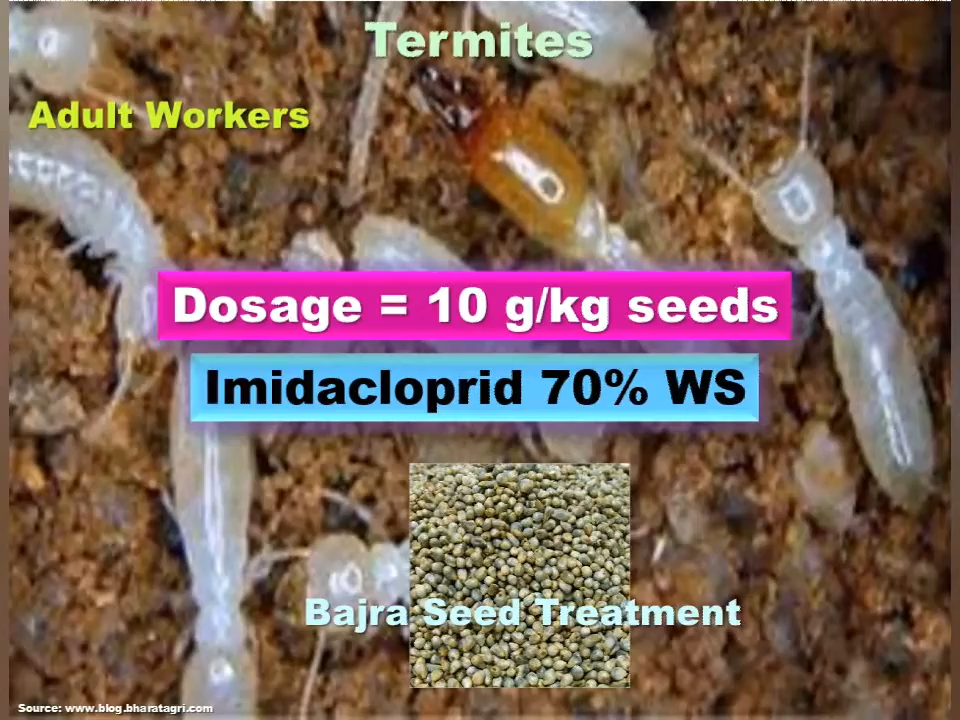 Termites
Adult Workers
Dosage = 10 g/kg seeds
Imidacloprid 70% WS
Bajra Seed Treatment
Source: www.blog.bharatagri.com